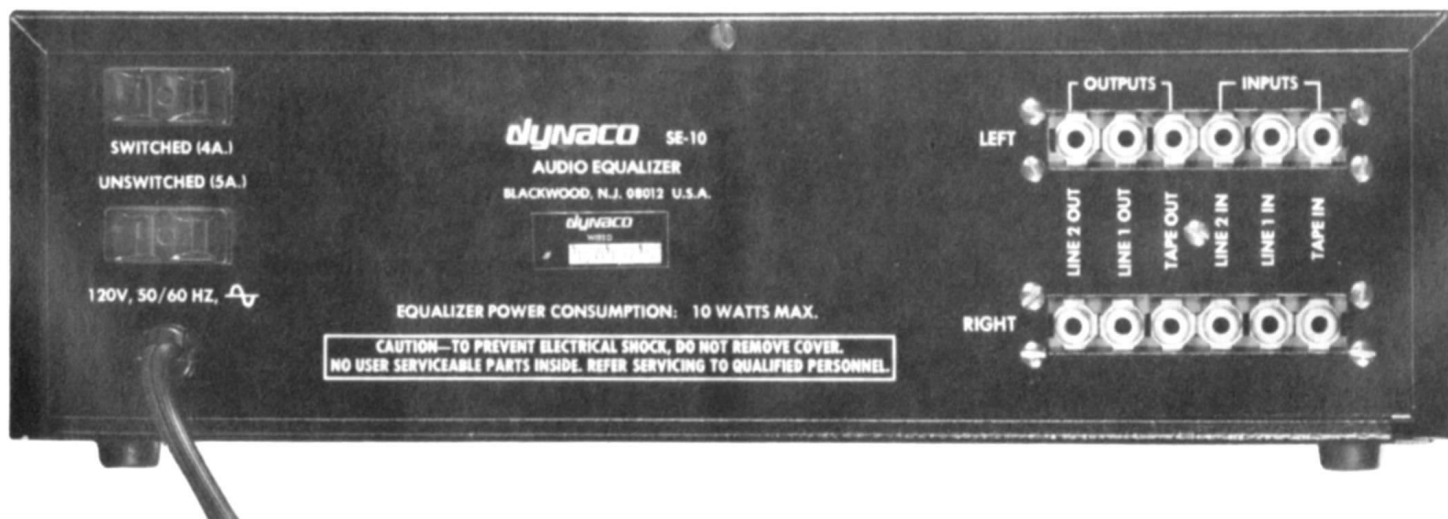 SWITCHED (4A.)
UNSWITCHED (5A.)
120V, 50/60 HZ,
dynaco SE-10
AUDIO EQUALIZER
BLACKWOOD, N.J. 08012 U.S.A.
dynaco
WIRED
EQUALIZER POWER CONSUMPTION: 10 WATTS MAX.
CAUTION—TO PREVENT ELECTRICAL SHOCK, DO NOT REMOVE COVER.
NO USER SERVICEABLE PARTS INSIDE. REFER SERVICING TO QUALIFIED PERSONNEL.
OUTPUTS INPUTS
LEFT
LINE 2 OUT
LINE 1 OUT
TAPE OUT
LINE 2 IN
LINE 1 IN
TAPE IN
RIGHT